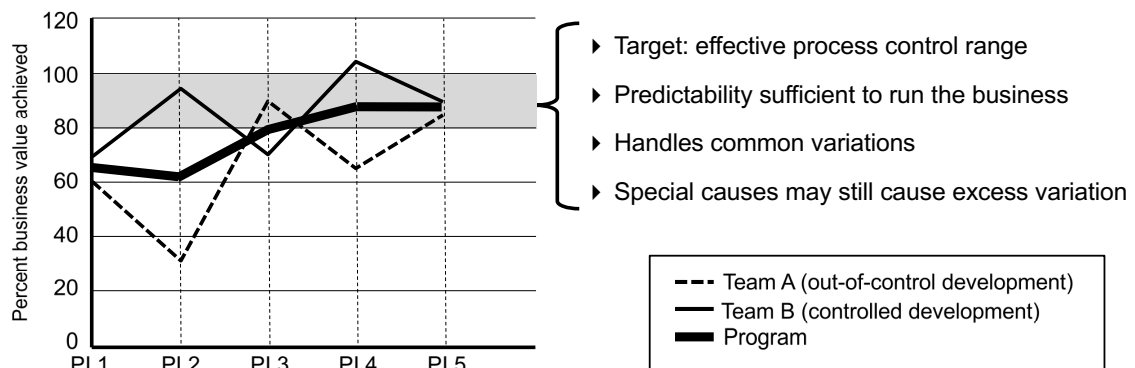 Percent business value achieved
120
100
80
60
40
20
0
PI 1 PI 2 PI 3 PI 4 PI 5
‣ Target: effective process control range
‣ Predictability sufficient to run the business
‣ Handles common variations
‣ Special causes may still cause excess variation
Team A (out-of-control development)
Team B (controlled development)
Program